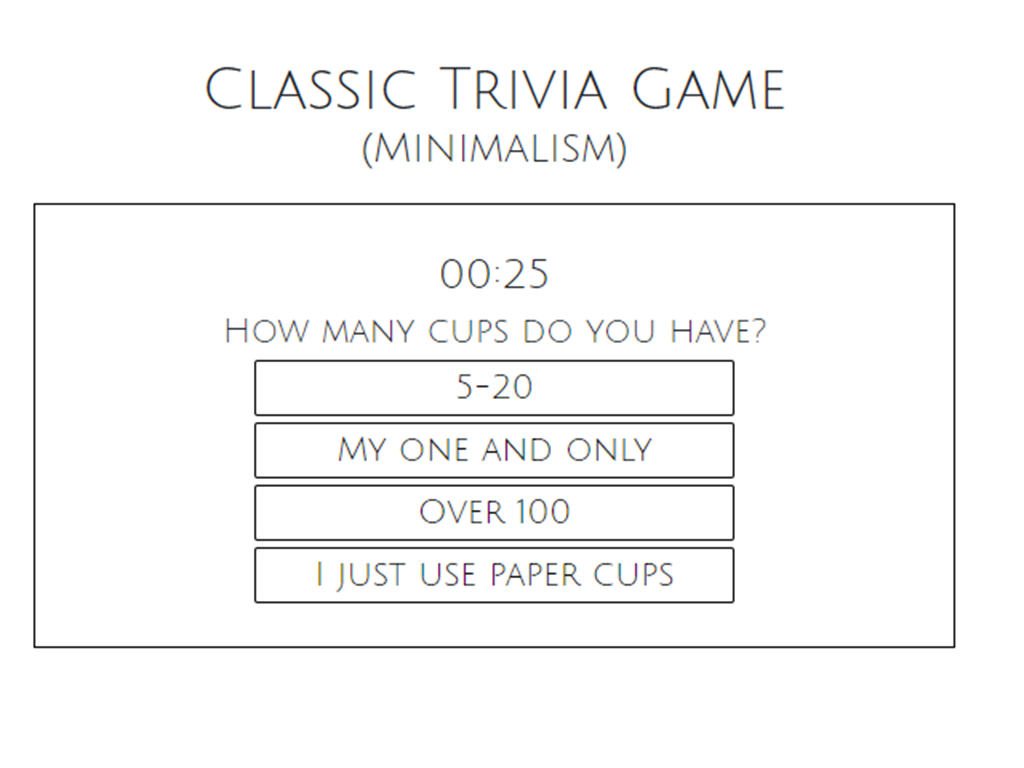 Classic Trivia Game
(Minimalism)
00:25
How many cups do you have?
5-20
My one and only
Over 100
I just use paper cups